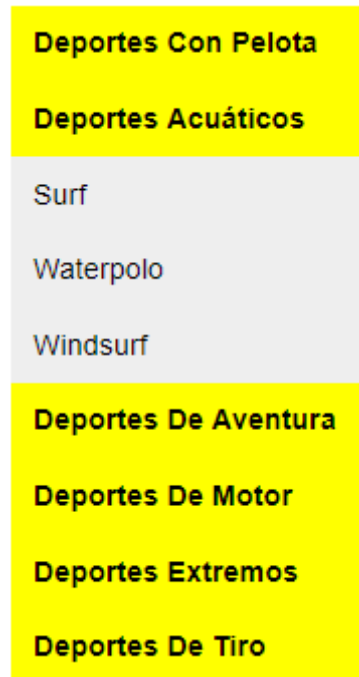 Deportes Con Pelota
Deportes Acuáticos
Surf
Waterpolo
Windsurf
Deportes De Aventura
Deportes De Motor
Deportes Extremos
Deportes De Tiro